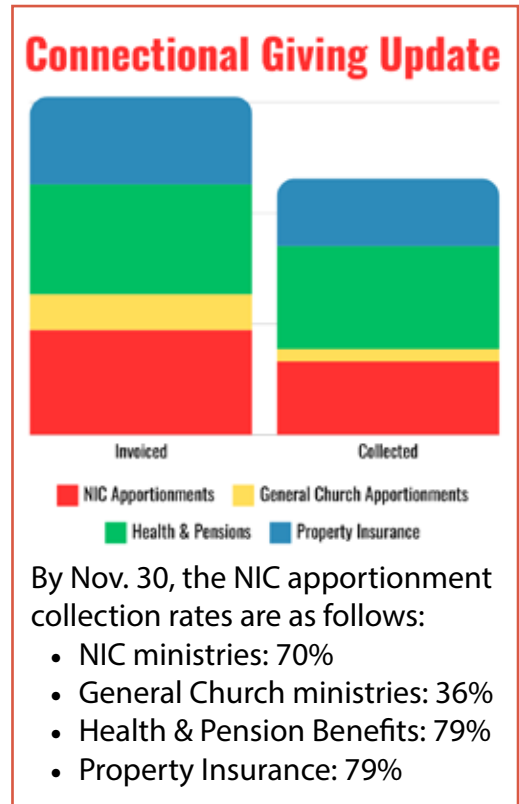 Connectional Giving Update
Invoiced
Collected
NIC Apportionments
General Church Apportionments
Health & Pensions
Property Insurance
By Nov. 30, the NIC apportionment
collection rates are as follows:
• NIC ministries: 70%
• General Church ministries: 36%
• Health & Pension Benefits: 79%
• Property Insurance: 79%